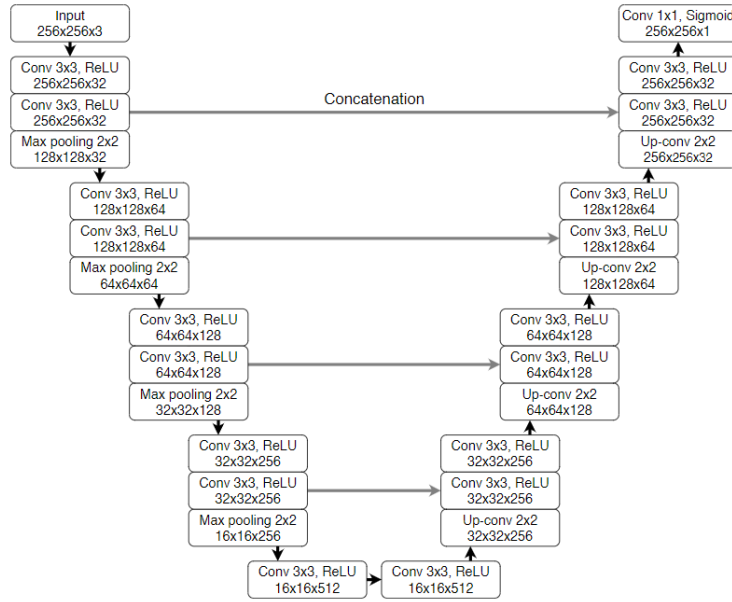 Input
256x256x3
Conv 3x3, ReLU
256x256x32
Conv 3x3, ReLU
256x256x32
Max pooling 2x2
128x128x32
Conv 3x3, ReLU
128x128x64
Conv 3x3, ReLU
128x128x64
Max pooling 2x2
64x64x64
Conv 3x3, ReLU
64x64x128
Conv 3x3, ReLU
64x64x128
Max pooling 2x2
32x32x128
Conv 3x3, ReLU
32x32x256
Conv 3x3, ReLU
32x32x256
Max pooling 2x2
16x16x256
Conv 3x3, ReLU
16x16x512
Conv 3x3, ReLU
16x16x512
Concatenation
Conv 1x1, Sigmoid
256x256x1
Conv 3x3, ReLU
256x256x32
Conv 3x3, ReLU
256x256x32
Up-conv 2x2
256x256x32
Conv 3x3, ReLU
128x128x64
Conv 3x3, ReLU
128x128x64
Up-conv 2x2
128x128x64
Conv 3x3, ReLU
64x64x128
Conv 3x3, ReLU
64x64x128
Up-conv 2x2
64x64x128
Conv 3x3, ReLU
32x32x256
Conv 3x3, ReLU
32x32x256
Up-conv 2x2
32x32x256